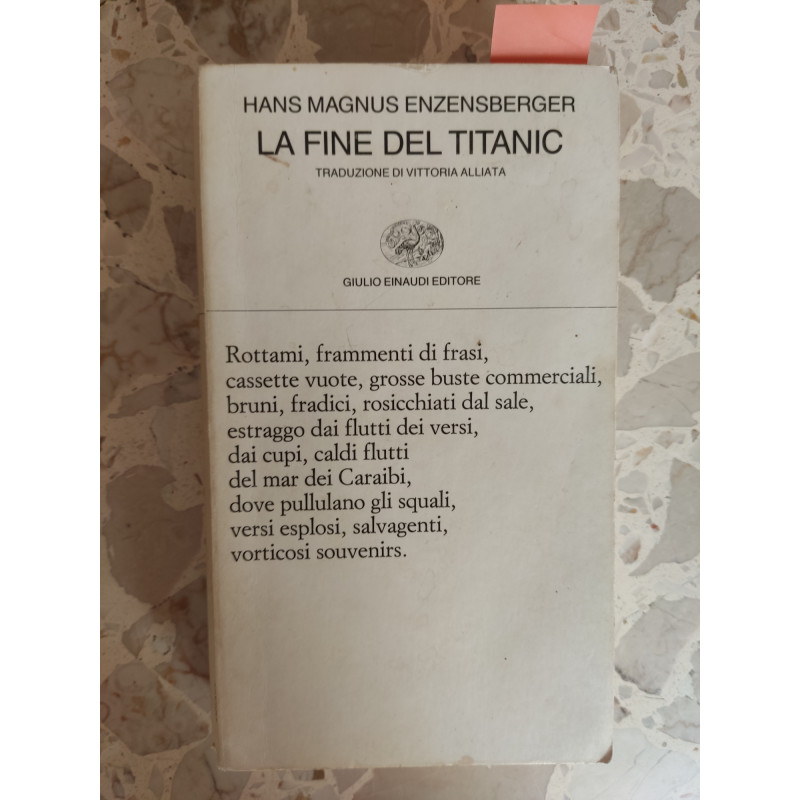 HANS MAGNUS ENZENSBERGER
LA FINE DEL TITANIC
TRADUZIONE DI VITTORIA ALLIATA
GIULIO EINAUDI EDITORE
Rottami, frammenti di frasi,
cassette vuote, grosse buste commerciali,
bruni, fradici, rosicchiati dal sale,
estraggo dai flutti dei versi,
dai cupi, caldi flutti
del mar dei Caraibi,
dove pullulano gli squali,
versi esplosi, salvagenti,
vorticosi souvenirs.